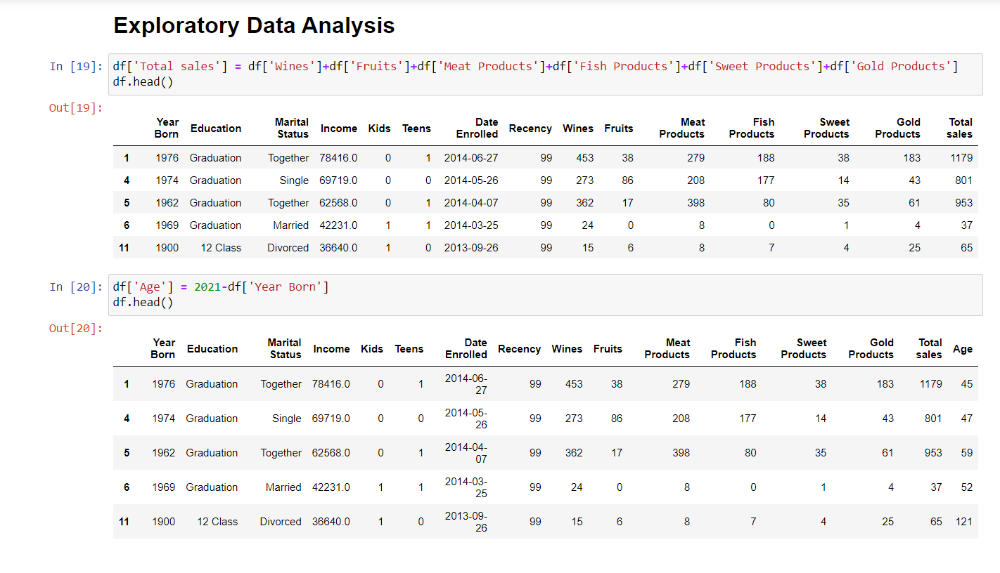 Exploratory Data Analysis
In [19]: df['Total sales'] = df['Wines']+df['Fruits']+df['Meat Products']+df['Fish Products']+df['Sweet Products']+df['Gold Products']
df.head()
Out[19]:
Year Born Education Marital Status Income Kids Teens Date Enrolled Recency Wines Fruits Meat Products Fish Products Sweet Products Gold Products Total sales
1 1976 Graduation Together 78416.0 0 1 2014-06-27 99 453 38 279 188 38 183 1179
4 1974 Graduation Single 69719.0 0 0 2014-05-26 99 273 86 208 177 14 43 801
5 1962 Graduation Together 62568.0 0 1 2014-04-07 99 362 17 398 80 35 61 953
6 1969 Graduation Married 42231.0 1 1 2014-03-25 99 24 0 8 0 1 4 37
11 1900 12 Class Divorced 36640.0 1 0 2013-09-26 99 15 6 8 7 4 25 65
In [20]: df['Age'] = 2021-df['Year Born']
df.head()
Out[20]:
Year Born Education Marital Status Income Kids Teens Date Enrolled Recency Wines Fruits Meat Products Fish Products Sweet Products Gold Products Total sales Age
1 1976 Graduation Together 78416.0 0 1 2014-06-27 99 453 38 279 188 38 183 1179 45
4 1974 Graduation Single 69719.0 0 0 2014-05-26 99 273 86 208 177 14 43 801 47
5 1962 Graduation Together 62568.0 0 1 2014-04-07 99 362 17 398 80 35 61 953 59
6 1969 Graduation Married 42231.0 1 1 2014-03-25 99 24 0 8 0 1 4 37 52
11 1900 12 Class Divorced 36640.0 1 0 2013-09-26 99 15 6 8 7 4 25 65 121